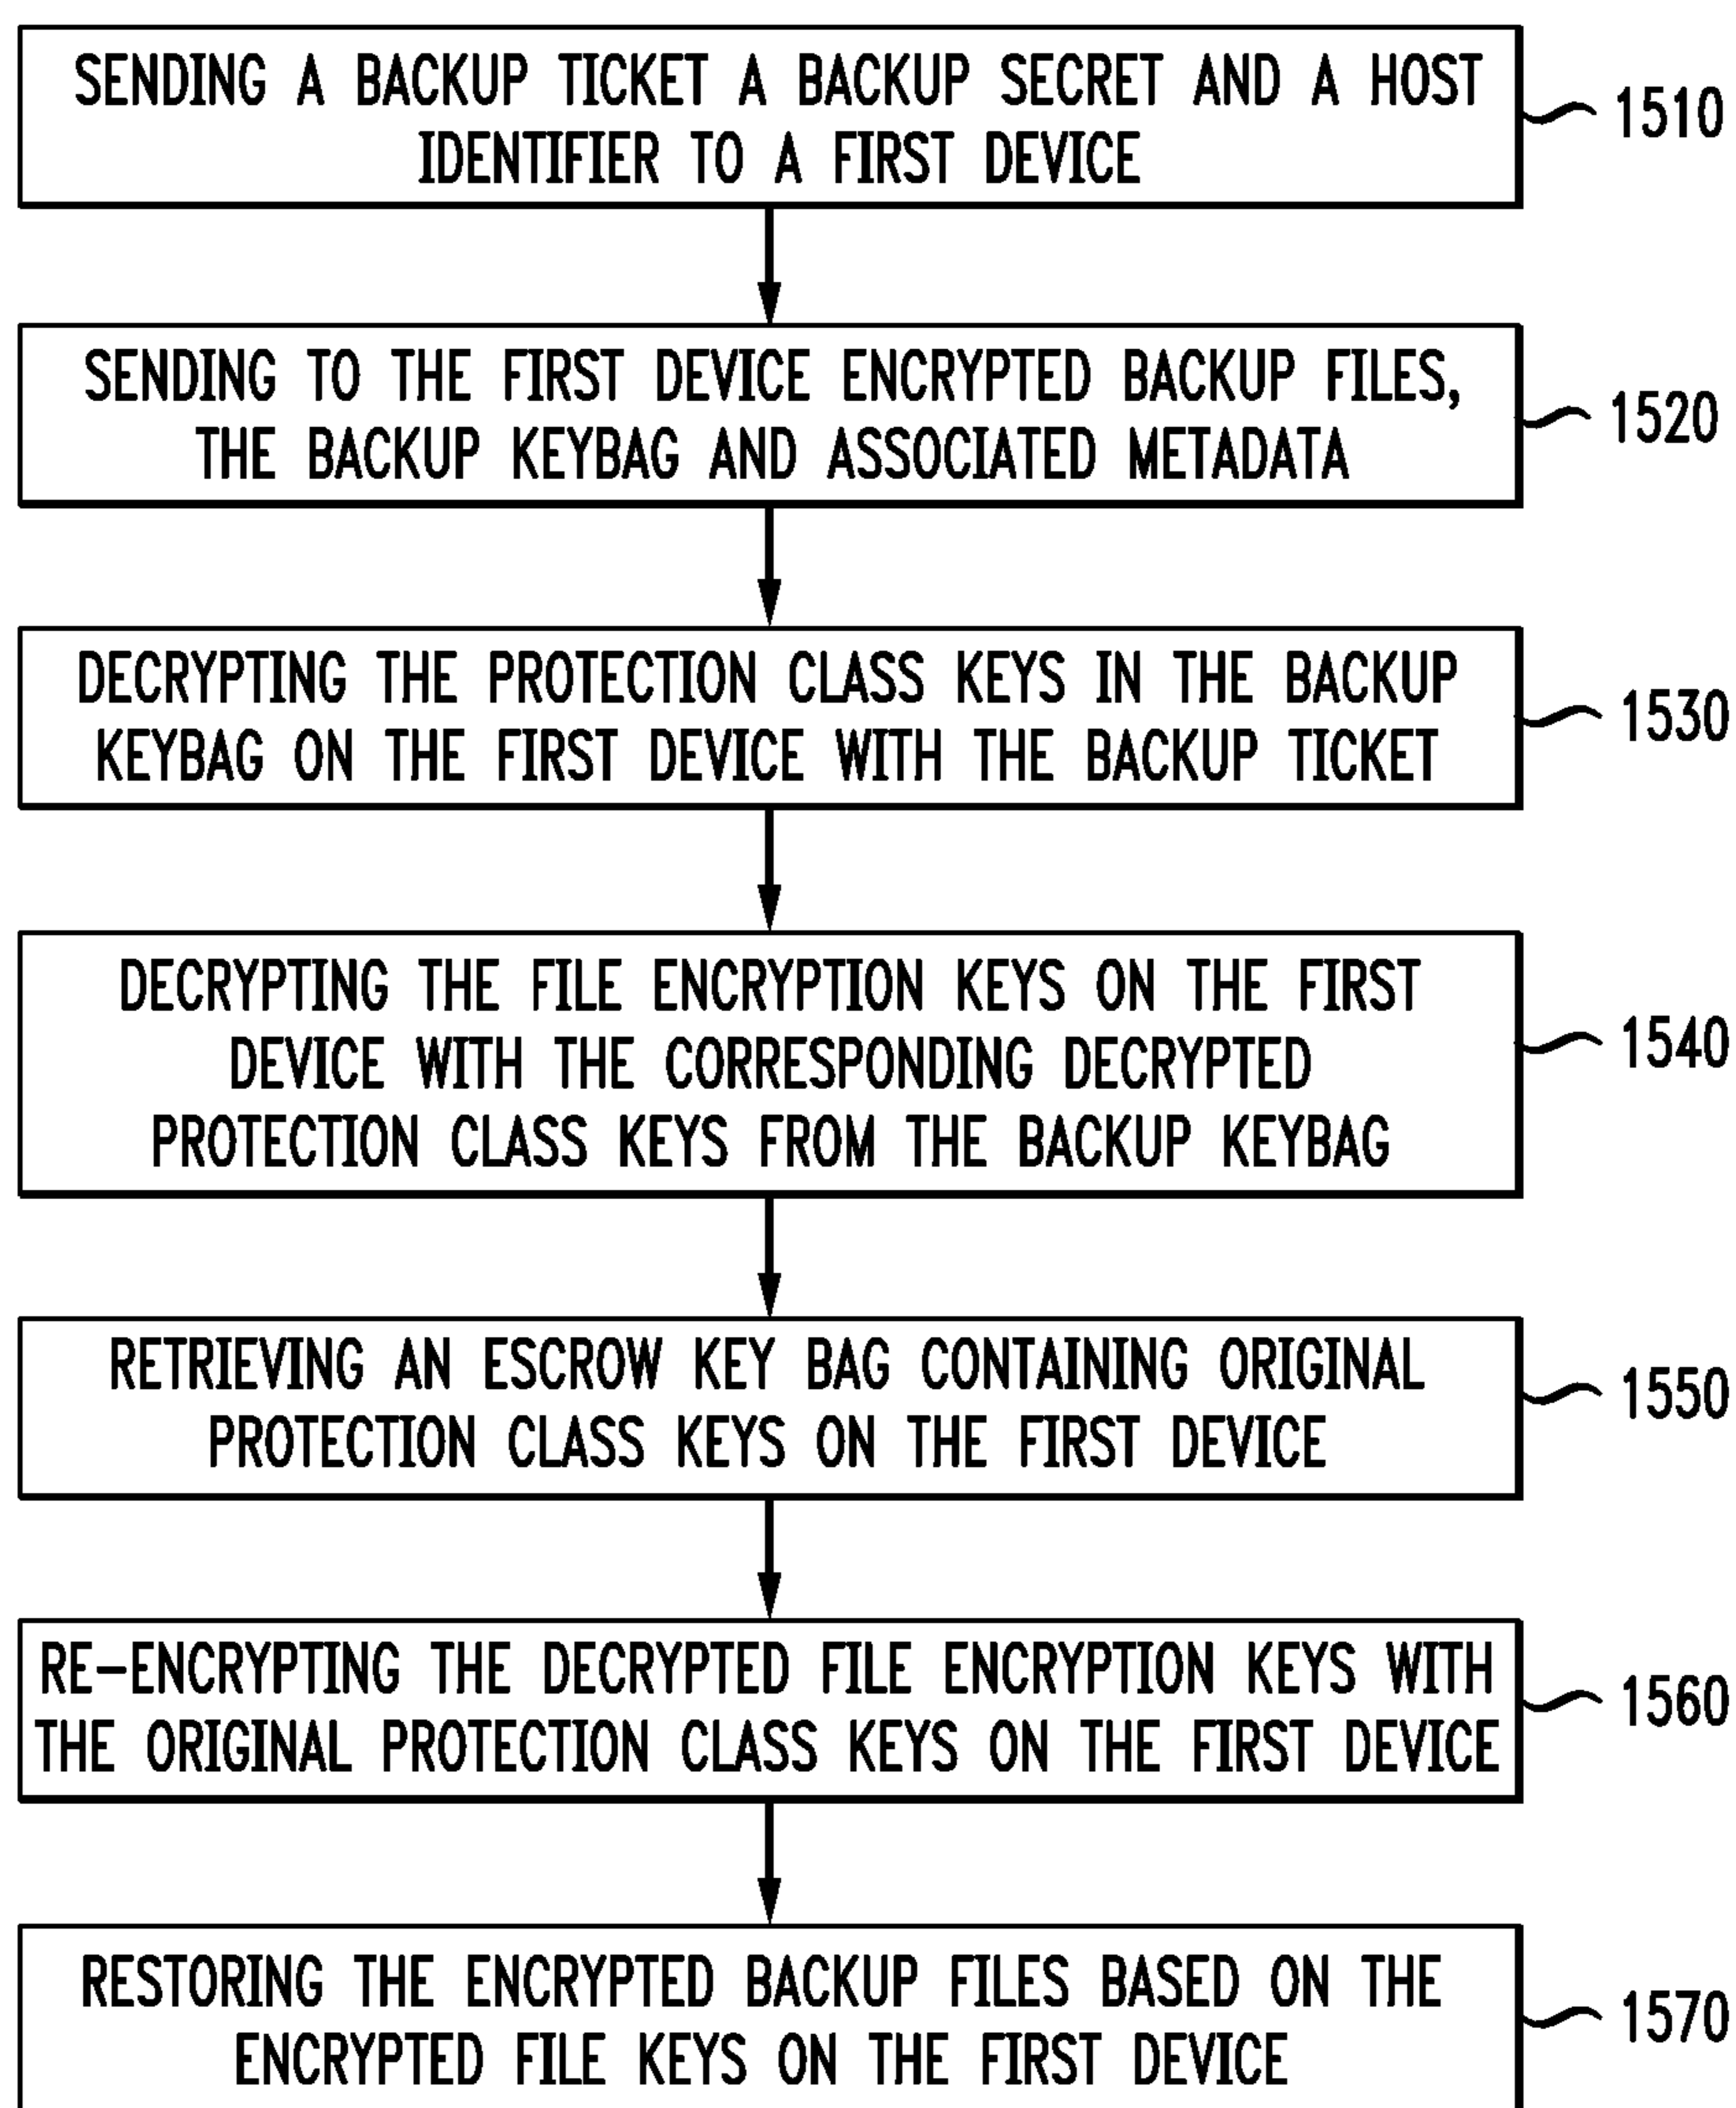 SENDING A BACKUP TICKET A BACKUP SECRET AND A HOST
IDENTIFIER TO A FIRST DEVICE
1510
SENDING TO THE FIRST DEVICE ENCRYPTED BACKUP FILES,
THE BACKUP KEYBAG AND ASSOCIATED METADATA
1520
DECRYPTING THE PROTECTION CLASS KEYS IN THE BACKUP
KEYBAG ON THE FIRST DEVICE WITH THE BACKUP TICKET
1530
DECRYPTING THE FILE ENCRYPTION KEYS ON THE FIRST
DEVICE WITH THE CORRESPONDING DECRYPTED
PROTECTION CLASS KEYS FROM THE BACKUP KEYBAG
1540
RETRIEVING AN ESCROW KEY BAG CONTAINING ORIGINAL
PROTECTION CLASS KEYS ON THE FIRST DEVICE
1550
RE-ENCRYPTING THE DECRYPTED FILE ENCRYPTION KEYS WITH
THE ORIGINAL PROTECTION CLASS KEYS ON THE FIRST DEVICE
1560
RESTORING THE ENCRYPTED BACKUP FILES BASED ON THE
ENCRYPTED FILE KEYS ON THE FIRST DEVICE
1570